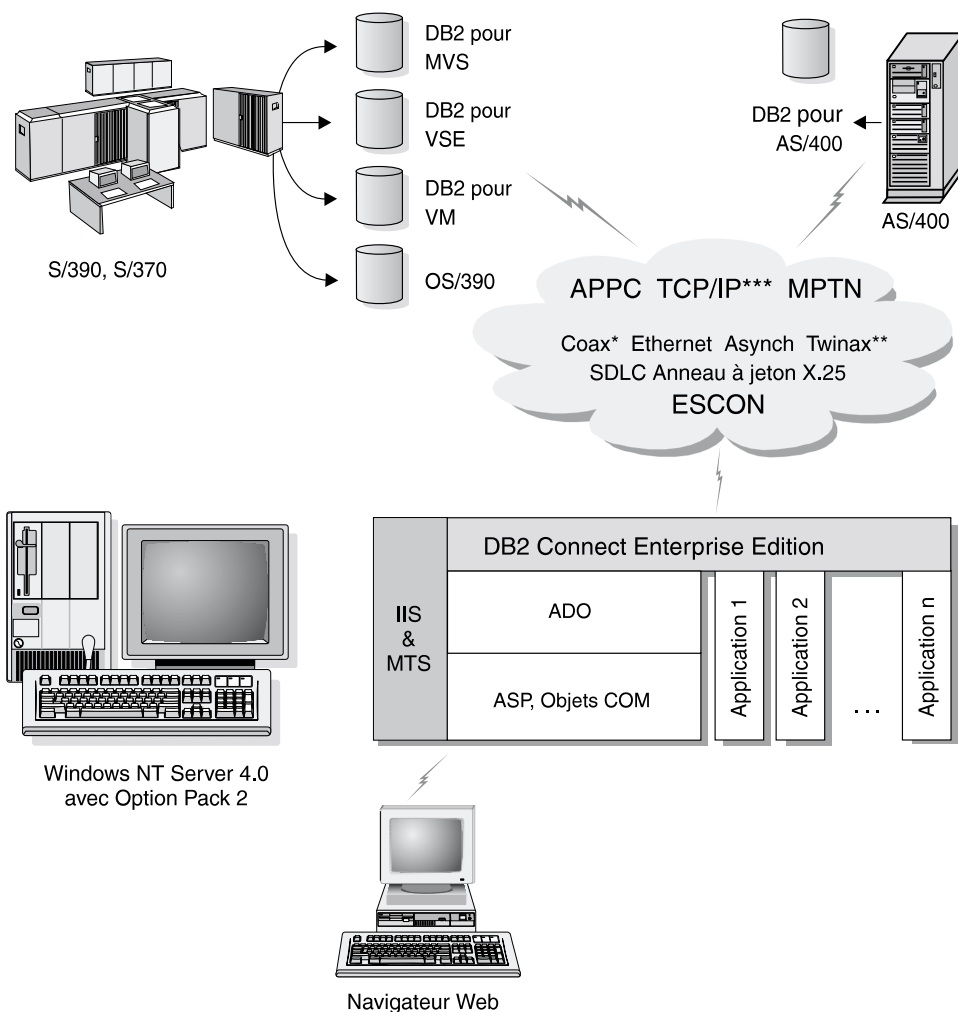 DB2 pour
MVS
DB2 pour
VSE
DB2 pour
VM
OS/390
S/390, S/370
DB2 pour
AS/400
AS/400
APPC TCP/IP*** MPTN
Coax* Ethernet Asynch Twinax**
SDLC Anneau à jeton X.25
ESCON
DB2 Connect Enterprise Edition
IIS
&
MTS
ADO
ASP, Objets COM
Application 1
Application 2
...
Application n
Windows NT Server 4.0
avec Option Pack 2
Navigateur Web